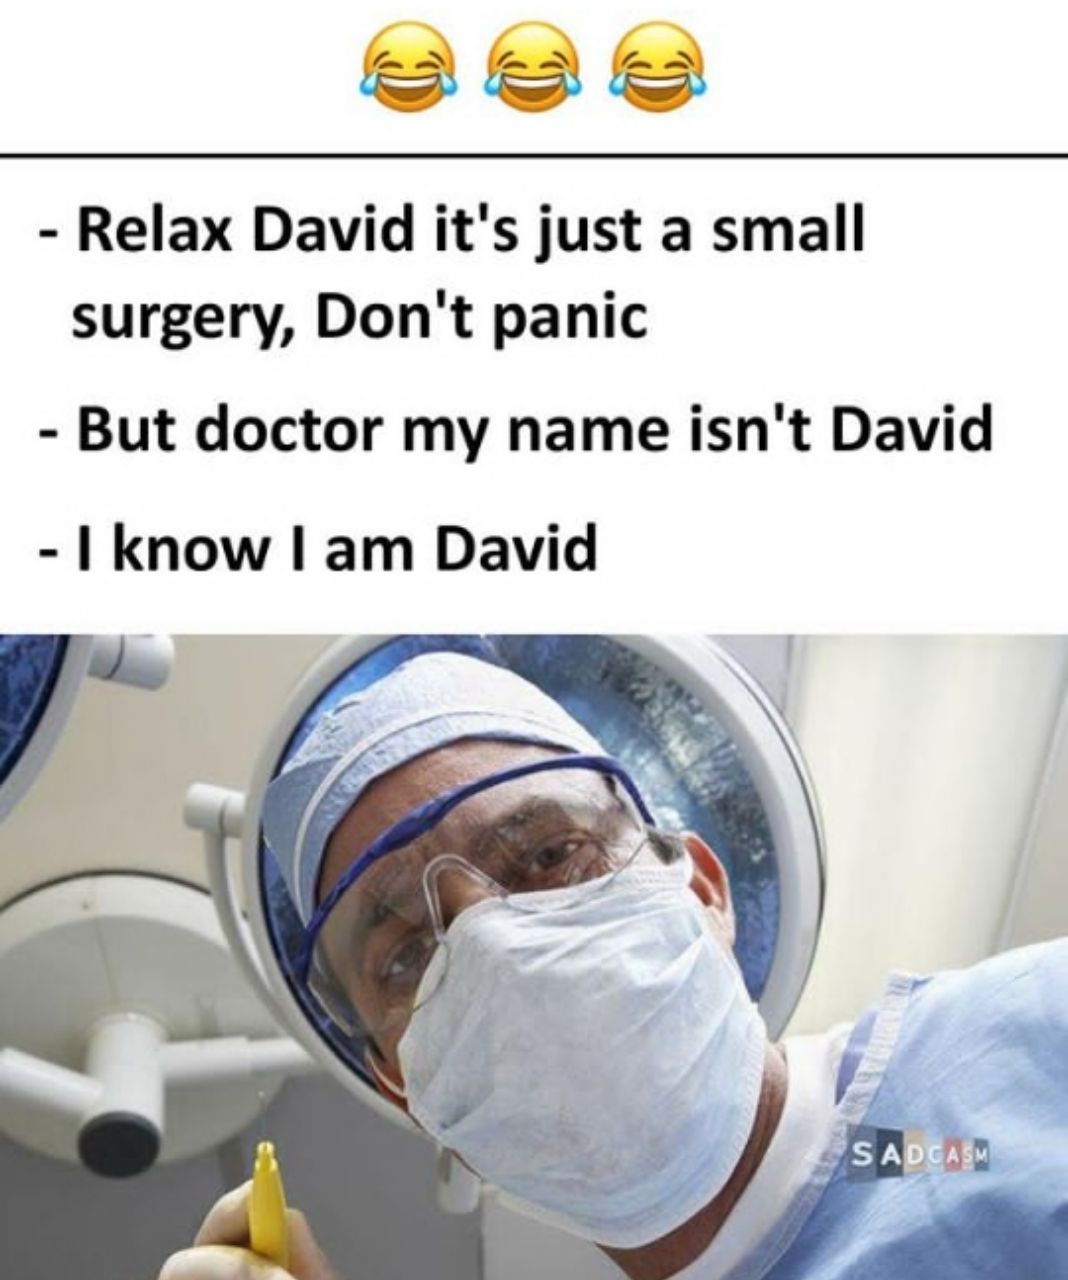 - Relax David it's just a small
surgery, Don't panic
- But doctor my name isn't David
- I know I am David
SADCASM